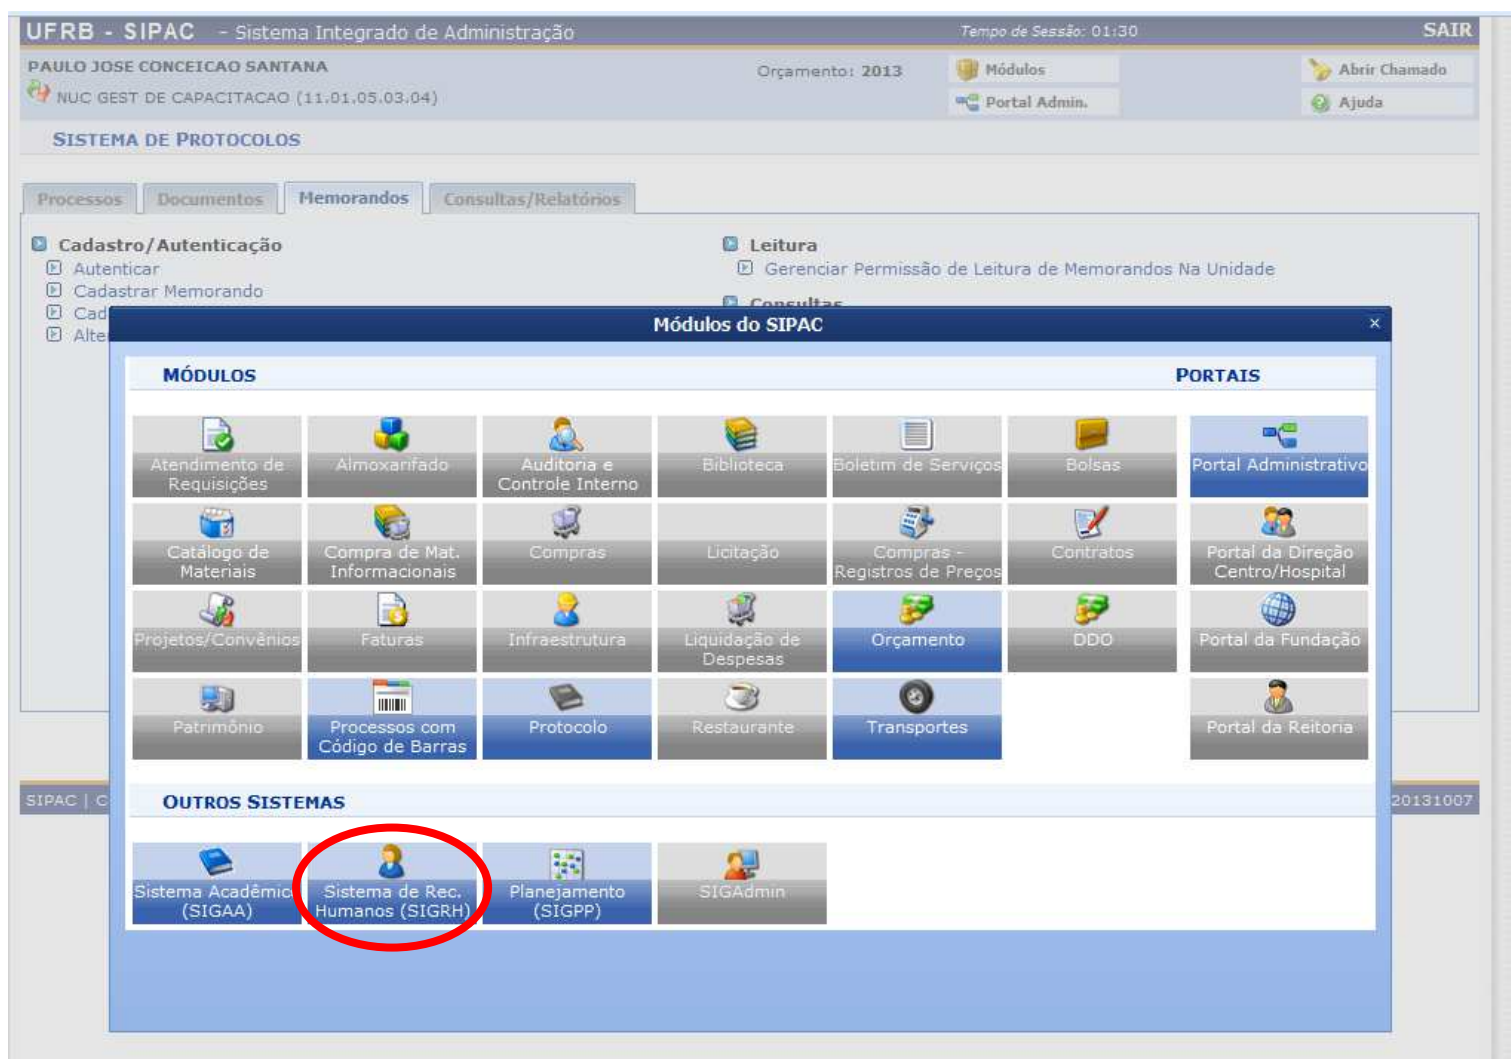 UFRB - SIPAC - Sistema Integrado de Administração
Tempo de Sessão: 01:30
SAIR
PAULO JOSE CONCEICAO SANTANA
Orçamento: 2013
Módulos
Abrir Chamado
NUC GEST DE CAPACITACAO (11.01.05.03.04)
Portal Admin.
Ajuda
SISTEMA DE PROTOCOLOS
Processos
Documentos
Memorandos
Consultas/Relatórios
Cadastro/Autenticação
Autenticar
Cadastrar Memorando
Cad
Alte
Leitura
Gerenciar Permissão de Leitura de Memorandos Na Unidade
Consultas
Módulos do SIPAC
x
MÓDULOS
PORTAIS
Atendimento de
Requisições
Almoxarifado
Auditoria e
Controle Interno
Biblioteca
Boletim de Serviços
Bolsas
Portal Administrativo
Catálogo de
Materiais
Compra de Mat.
Informacionais
Compras
Licitação
Compras -
Registros de Preços
Contratos
Portal da Direção
Centro/Hospital
Projetos/Convênios
Faturas
Infraestrutura
Liquidação de
Despesas
Orçamento
DDO
Portal da Fundação
Patrimônio
Processos com
Código de Barras
Protocolo
Restaurante
Transportes
Portal da Reitoria
SIPAC | C
20131007
OUTROS SISTEMAS
Sistema Acadêmic
(SIGAA)
Sistema de Rec.
Humanos (SIGRH)
Planejamento
(SIGPP)
SIGAdmin